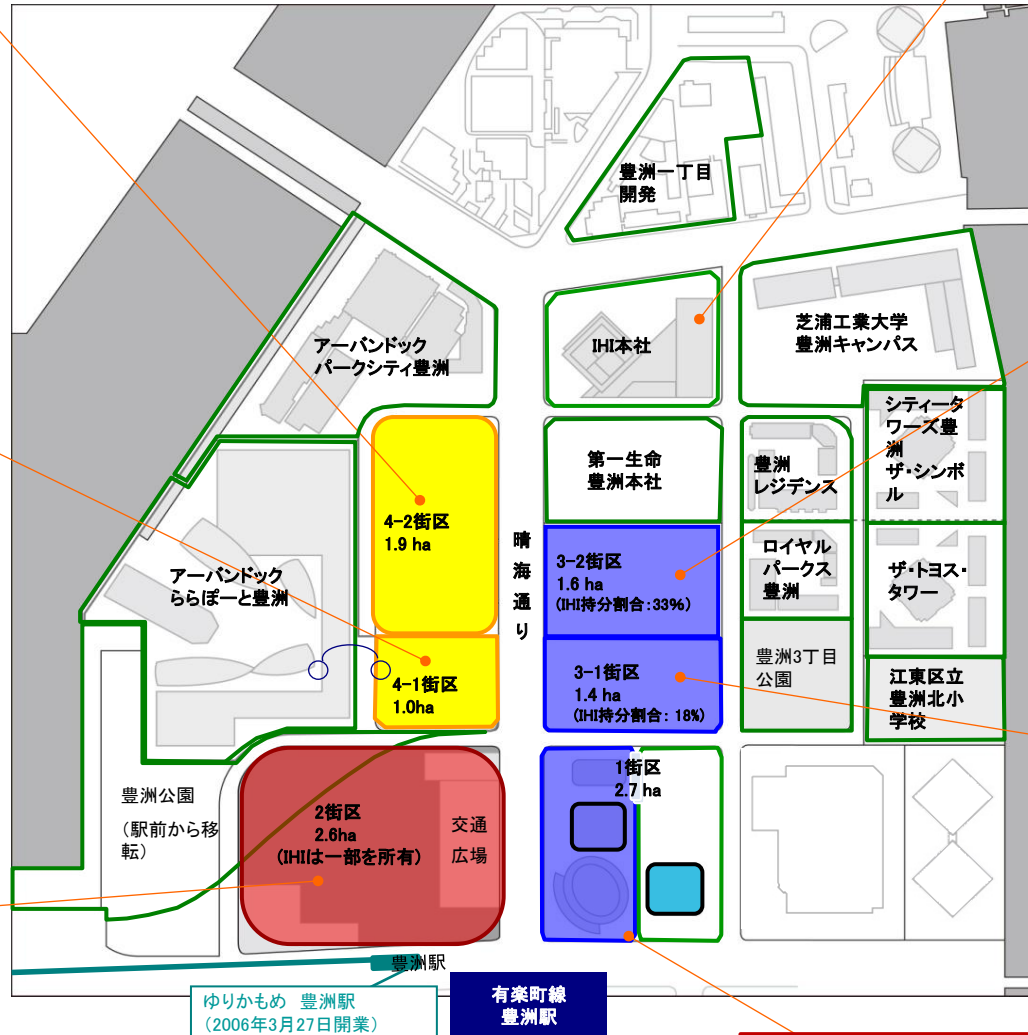 豊洲一丁目
開発
アーバンドック
パークシティ豊洲
IHI本社
芝浦工業大学
豊洲キャンパス
シティータ
ワーズ豊
洲
ザ・シンボ
ル
第一生命
豊洲本社
豊洲
レジデンス
4-2街区
1.9 ha
晴海通り
3-2街区
1.6 ha
(IHI持分割合:33%)
ロイヤル
パークス
豊洲
ザ・トヨス・
タワー
アーバンドック
ららぽーと豊洲
4-1街区
1.0ha
3-1街区
1.4 ha
(IHI持分割合: 18%)
豊洲3丁目
公園
江東区立
豊洲北小
学校
豊洲公園
(駅前から移
転)
2街区
2.6ha
(IHIは一部を所有)
交通
広場
1街区
2.7 ha
豊洲駅
ゆりかもめ 豊洲駅
(2006年3月27日開業)
有楽町線
豊洲駅